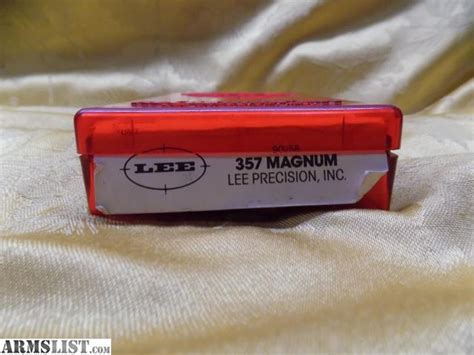 LEE
357 MAGNUM
LEE PRECISION, INC.
ARMSLIST.COM